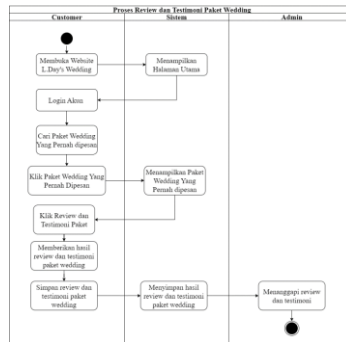 Proses Review dan Testimoni Paket Wedding
Customer
Sistem
Admin
Membuka Website
L.Day's Wedding
Menampilkan
Halaman Utama
Login Akun
Cari Paket Wedding
Yang Pernah dipesan
Klik Paket Wedding Yang
Pernah Dipesan
Menampilkan Paket
Wedding Yang
Pernah dipesan
Klik Review dan
Testimoni Paket
Memberikan hasil
review dan testimoni
paket wedding
Simpan review dan
testimoni paket
wedding
Menyimpan hasil
review dan testimoni
paket wedding
Menanggapi review
dan testimoni